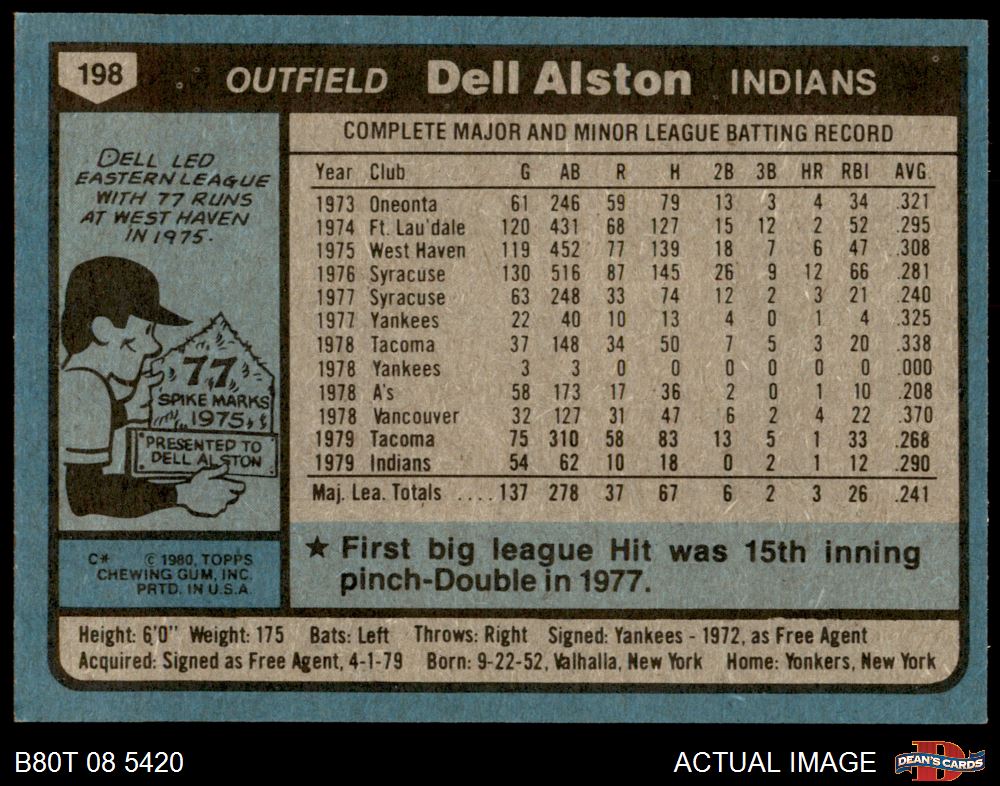 198 OUTFIELD Dell Alston INDIANS
DELL LED
EASTERN LEAGUE
WITH 77 RUNS
AT WEST HAVEN
IN 1975.
77
SPIKE MARKS
1975
PRESENTED TO
DELL ALSTON
C* © 1980, TOPPS
CHEWING GUM, INC.
PRTD. IN U.S.A.
COMPLETE MAJOR AND MINOR LEAGUE BATTING RECORD
Year Club G AB R H 2B 3B HR RBI AVG.
1973 Oneonta 61 246 59 79 13 3 4 34 .321
1974 Ft. Lau'dale 120 431 68 127 15 12 2 52 .295
1975 West Haven 119 452 77 139 18 7 6 47 .308
1976 Syracuse 130 516 87 145 26 9 12 66 .281
1977 Syracuse 63 248 33 74 12 2 3 21 .240
1977 Yankees 22 40 10 13 4 0 1 4 .325
1978 Tacoma 37 148 34 50 7 5 3 20 .338
1978 Yankees 3 3 0 0 0 0 0 0 .000
1978 A's 58 173 17 36 2 0 1 10 .208
1978 Vancouver 32 127 31 47 6 2 4 22 .370
1979 Tacoma 75 310 58 83 13 5 1 33 .268
1979 Indians 54 62 10 18 0 2 1 12 .290
Maj. Lea. Totals .... 137 278 37 67 6 2 3 26 .241
★ First big league Hit was 15th inning
pinch-Double in 1977.
Height: 6'0" Weight: 175 Bats: Left Throws: Right Signed: Yankees - 1972, as Free Agent
Acquired: Signed as Free Agent, 4-1-79 Born: 9-22-52, Valhalla, New York Home: Yonkers, New York
B80T 08 5420 ACTUAL IMAGE D DEAN'S CARDS